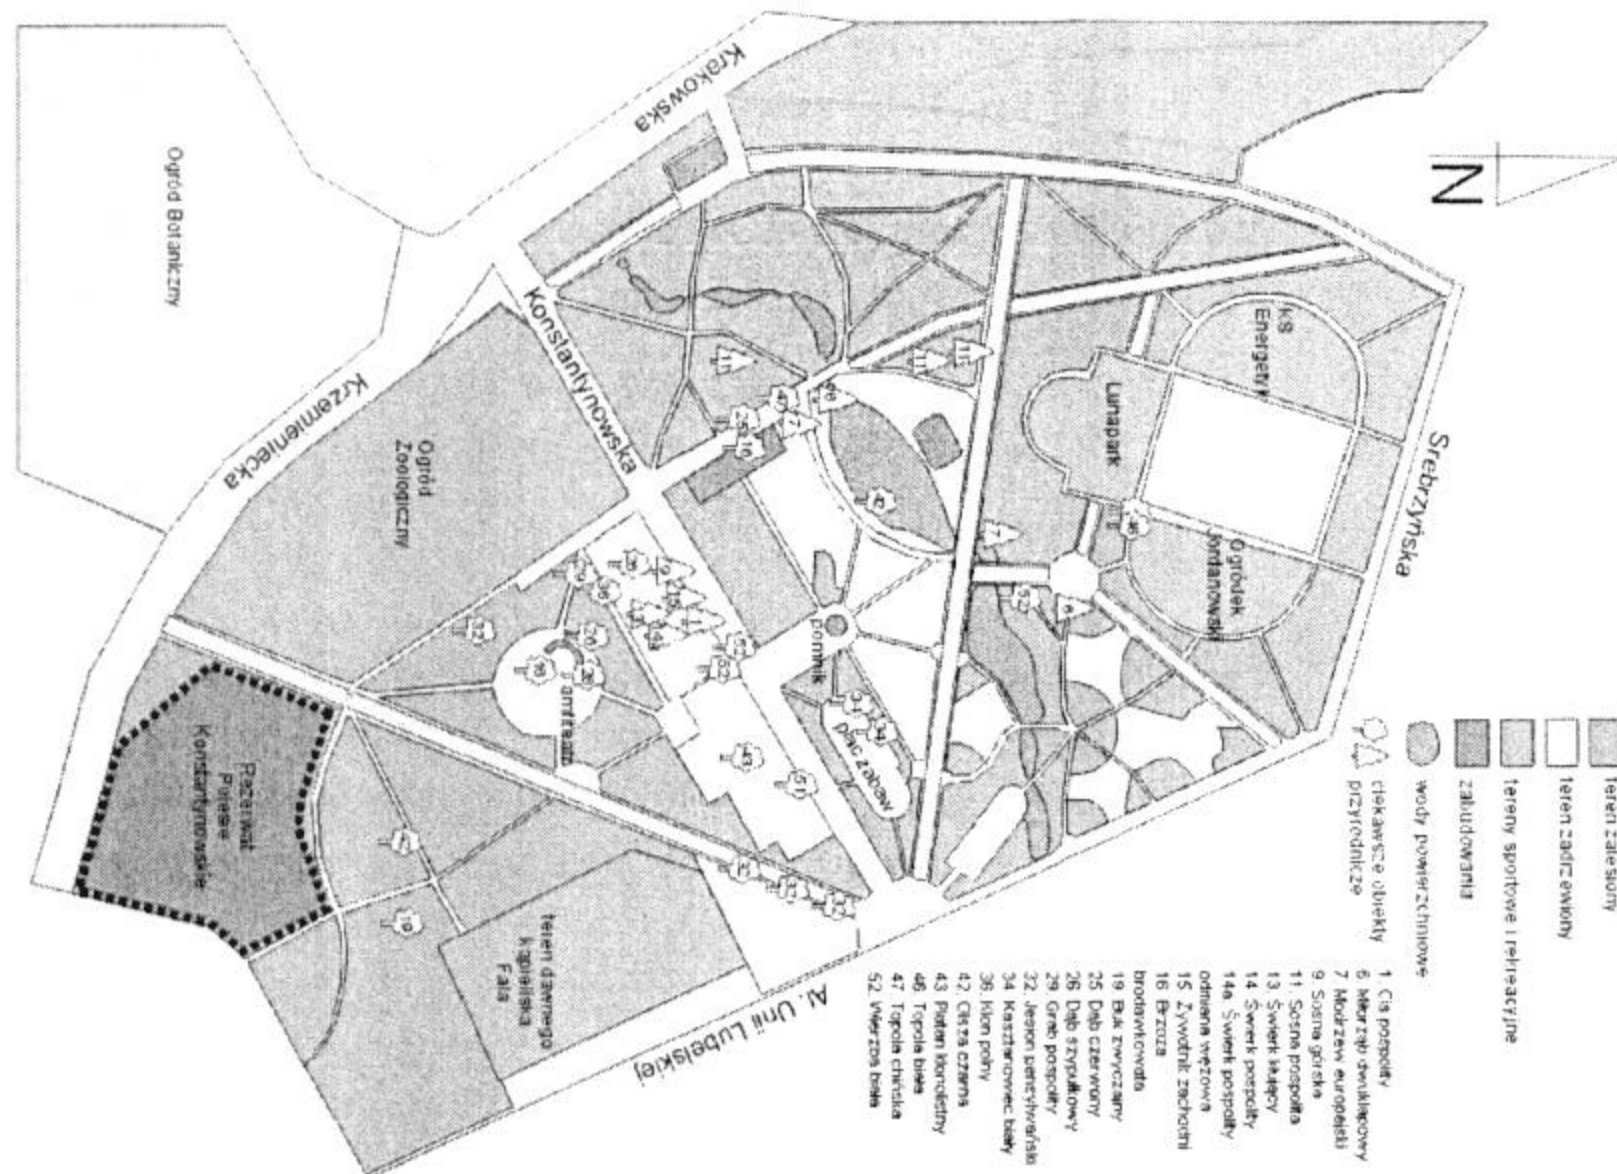 N
Srebrzyńska
Krakowska
Konstantynowska
Krzemieniecka
Al. Unii Lubelskiej
Ogród Botaniczny
Ogród
Zoologiczny
KS
Energetyk
Lunapark
Ogródek
Jordanowski
pomnik
plac zabaw
amfiteatr
Rezerwat
Polesie
Konstantynowskie
teren dawnego
kąpieliska
Fala
teren zalesiony
teren zadrzewiony
tereny sportowe i rekreacyjne
zabudowania
wody powierzchniowe
ciekawsze obiekty
przyrodnicze
1. Cis pospolity
6 Miłorząb dwuklapowy
7 Modrzew europejski
9 Sosna górska
11 Sosna pospolita
13. Świerk kłujący
14 Świerk pospolity
14a Świerk pospolity
odmiana wężowa
15 Żywotnik zachodni
16 Brzoza
brodawkowata
19 Buk zwyczajny
25 Dąb czerwony
26 Dąb szypułkowy
29 Grab pospolity
32. Jesion pensylwański
34 Kasztanowiec biały
36 Klon polny
42. Olsza czarna
43 Platan klonolistny
46 Topola biała
47 Topola chińska
52 Wierzba biała